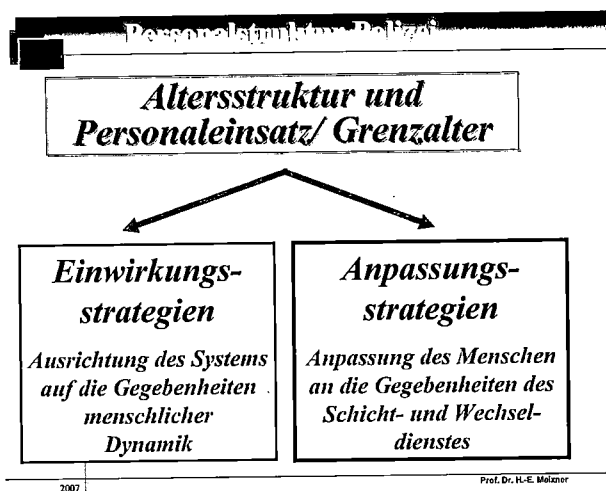 Personalstruktur Polizei
Altersstruktur und
Personaleinsatz/ Grenzalter
Einwirkungs-
strategien
Ausrichtung des Systems
auf die Gegebenheiten
menschlicher
Dynamik
Anpassungs-
strategien
Anpassung des Menschen
an die Gegebenheiten des
Schicht- und Wechsel-
dienstes
2007
Prof. Dr. H.-E. Meixner